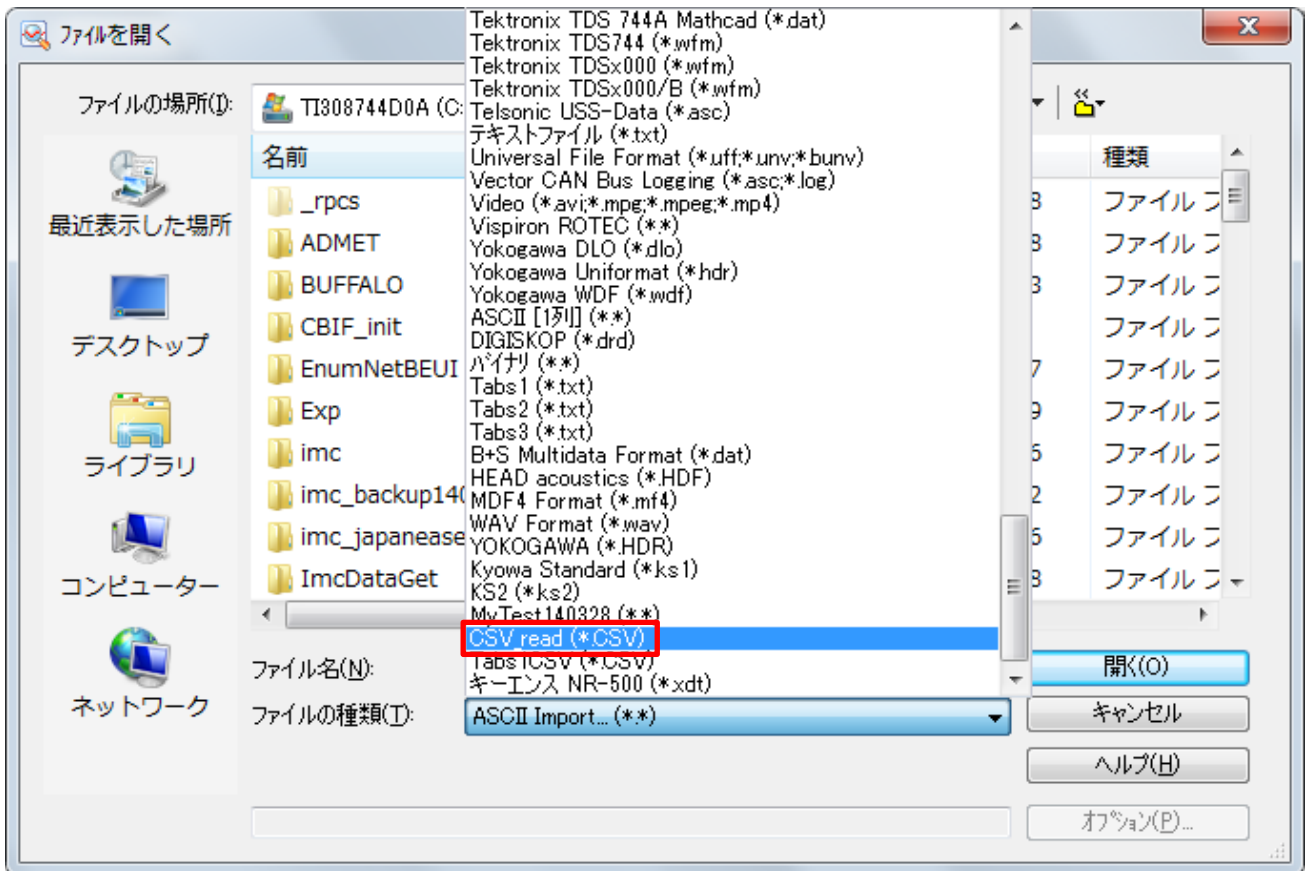 ファイルを開く
ファイルの場所(I):
TI308744D0A (C:
名前
種類
_rpcs
8
ファイル フ
ADMET
8
ファイル フ
BUFFALO
3
ファイル フ
CBIF_init
ファイル フ
EnumNetBEUI
7
ファイル フ
Exp
9
ファイル フ
imc
6
ファイル フ
imc_backup140
2
ファイル フ
imc_japanease
6
ファイル フ
ImcDataGet
8
ファイル フ
最近表示した場所
デスクトップ
ライブラリ
コンピューター
ネットワーク
Tektronix TDS 744A Mathcad (*.dat)
Tektronix TDS744 (*.wfm)
Tektronix TDSx000 (*.wfm)
Tektronix TDSx000/B (*.wfm)
Telsonic USS-Data (*.asc)
テキストファイル (*.txt)
Universal File Format (*.uff;*.unv;*.bunv)
Vector CAN Bus Logging (*.asc;*.log)
Video (*.avi;*.mpg;*.mpeg;*.mp4)
Vispiron ROTEC (*.*)
Yokogawa DLO (*.dlo)
Yokogawa Uniformat (*.hdr)
Yokogawa WDF (*.wdf)
ASCII [1列] (*.*)
DIGISKOP (*.drd)
バイナリ (*.*)
Tabs1 (*.txt)
Tabs2 (*.txt)
Tabs3 (*.txt)
B+S Multidata Format (*.dat)
HEAD acoustics (*.HDF)
MDF4 Format (*.mf4)
WAV Format (*.wav)
YOKOGAWA (*.HDR)
Kyowa Standard (*.ks1)
KS2 (*.ks2)
MyTest140328 (*.*)
CSV_read (*.CSV)
Tabs1CSV (*.CSV)
キーエンス NR-500 (*.xdt)
ファイル名(N):
開く(O)
ファイルの種類(T):
ASCII Import... (*.*)
キャンセル
ヘルプ(H)
オプション(P)...